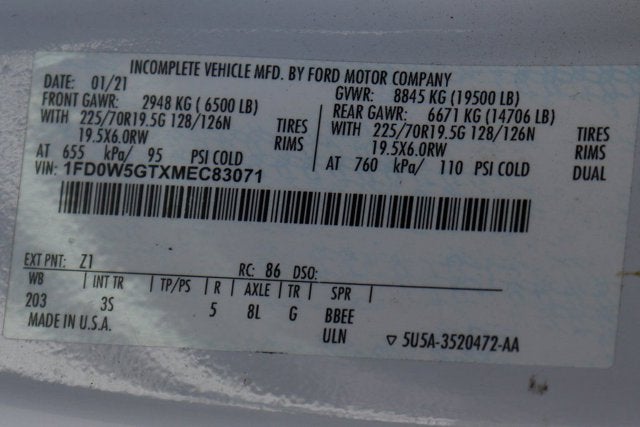 INCOMPLETE VEHICLE MFD. BY FORD MOTOR COMPANY
DATE: 01/21 GVWR: 8845 KG (19500 LB)
FRONT GAWR: 2948 KG ( 6500 LB) REAR GAWR: 6671 KG (14706 LB)
WITH 225/70R19.5G 128/126N TIRES WITH 225/70R19.5G 128/126N TIRES
19.5X6.0RW RIMS 19.5X6.0RW RIMS
AT 655 kPa/ 95 PSI COLD AT 760 kPa/ 110 PSI COLD DUAL
VIN: 1FD0W5GTXMEC83071
EXT PNT: Z1 RC: 86 DSO:
WB INT TR TP/PS R AXLE TR SPR
203 3S 5 8L G BBEE
MADE IN U.S.A. ULN ▽ 5U5A-3520472-AA